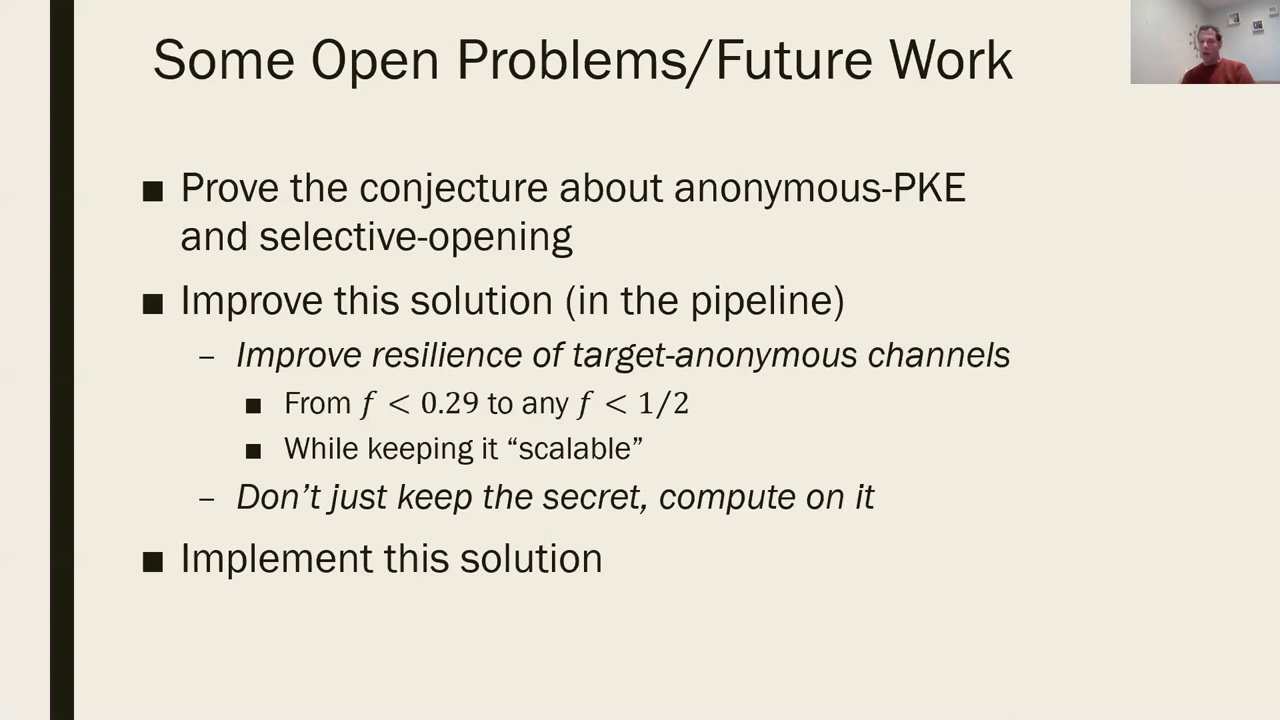 Some Open Problems/Future Work
■ Prove the conjecture about anonymous-PKE
and selective-opening
■ Improve this solution (in the pipeline)
– Improve resilience of target-anonymous channels
■ From f < 0.29 to any f < 1/2
■ While keeping it “scalable”
– Don’t just keep the secret, compute on it
■ Implement this solution